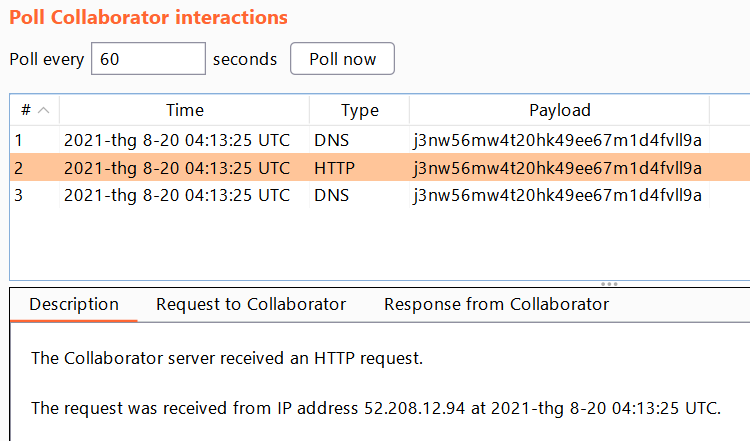 Poll Collaborator interactions
Poll every 60 seconds Poll now
# Time Type Payload
1 2021-thg 8-20 04:13:25 UTC DNS j3nw56mw4t20hk49ee67m1d4fvll9a
2 2021-thg 8-20 04:13:25 UTC HTTP j3nw56mw4t20hk49ee67m1d4fvll9a
3 2021-thg 8-20 04:13:25 UTC DNS j3nw56mw4t20hk49ee67m1d4fvll9a
Description Request to Collaborator Response from Collaborator
The Collaborator server received an HTTP request.
The request was received from IP address 52.208.12.94 at 2021-thg 8-20 04:13:25 UTC.